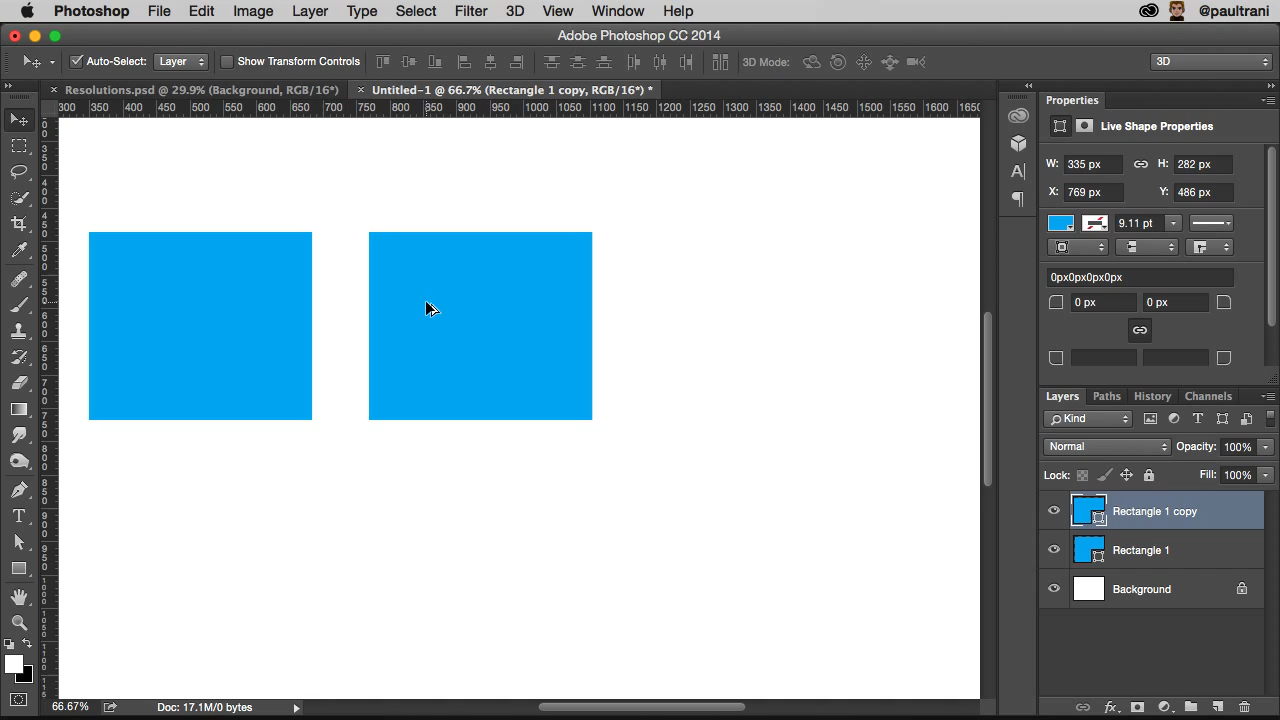 Photoshop File Edit Image Layer Type Select Filter 3D View Window Help @paultrani
Adobe Photoshop CC 2014
Auto-Select: Layer Show Transform Controls 3D Mode: 3D
Resolutions.psd @ 29.9% (Background, RGB/16*) Untitled-1 @ 66.7% (Rectangle 1 copy, RGB/16*) *
300 350 400 450 500 550 600 650 700 750 800 850 900 950 1000 1050 1100 1150 1200 1250 1300 1350 1400 1450 1500 1550 1600 1650
Properties
Live Shape Properties
W: 335 px H: 282 px
X: 769 px Y: 486 px
9.11 pt
0px0px0px0px
0 px 0 px
Layers Paths History Channels
Kind
Normal Opacity: 100%
Lock: Fill: 100%
Rectangle 1 copy
Rectangle 1
Background
66.67% Doc: 17.1M/0 bytes